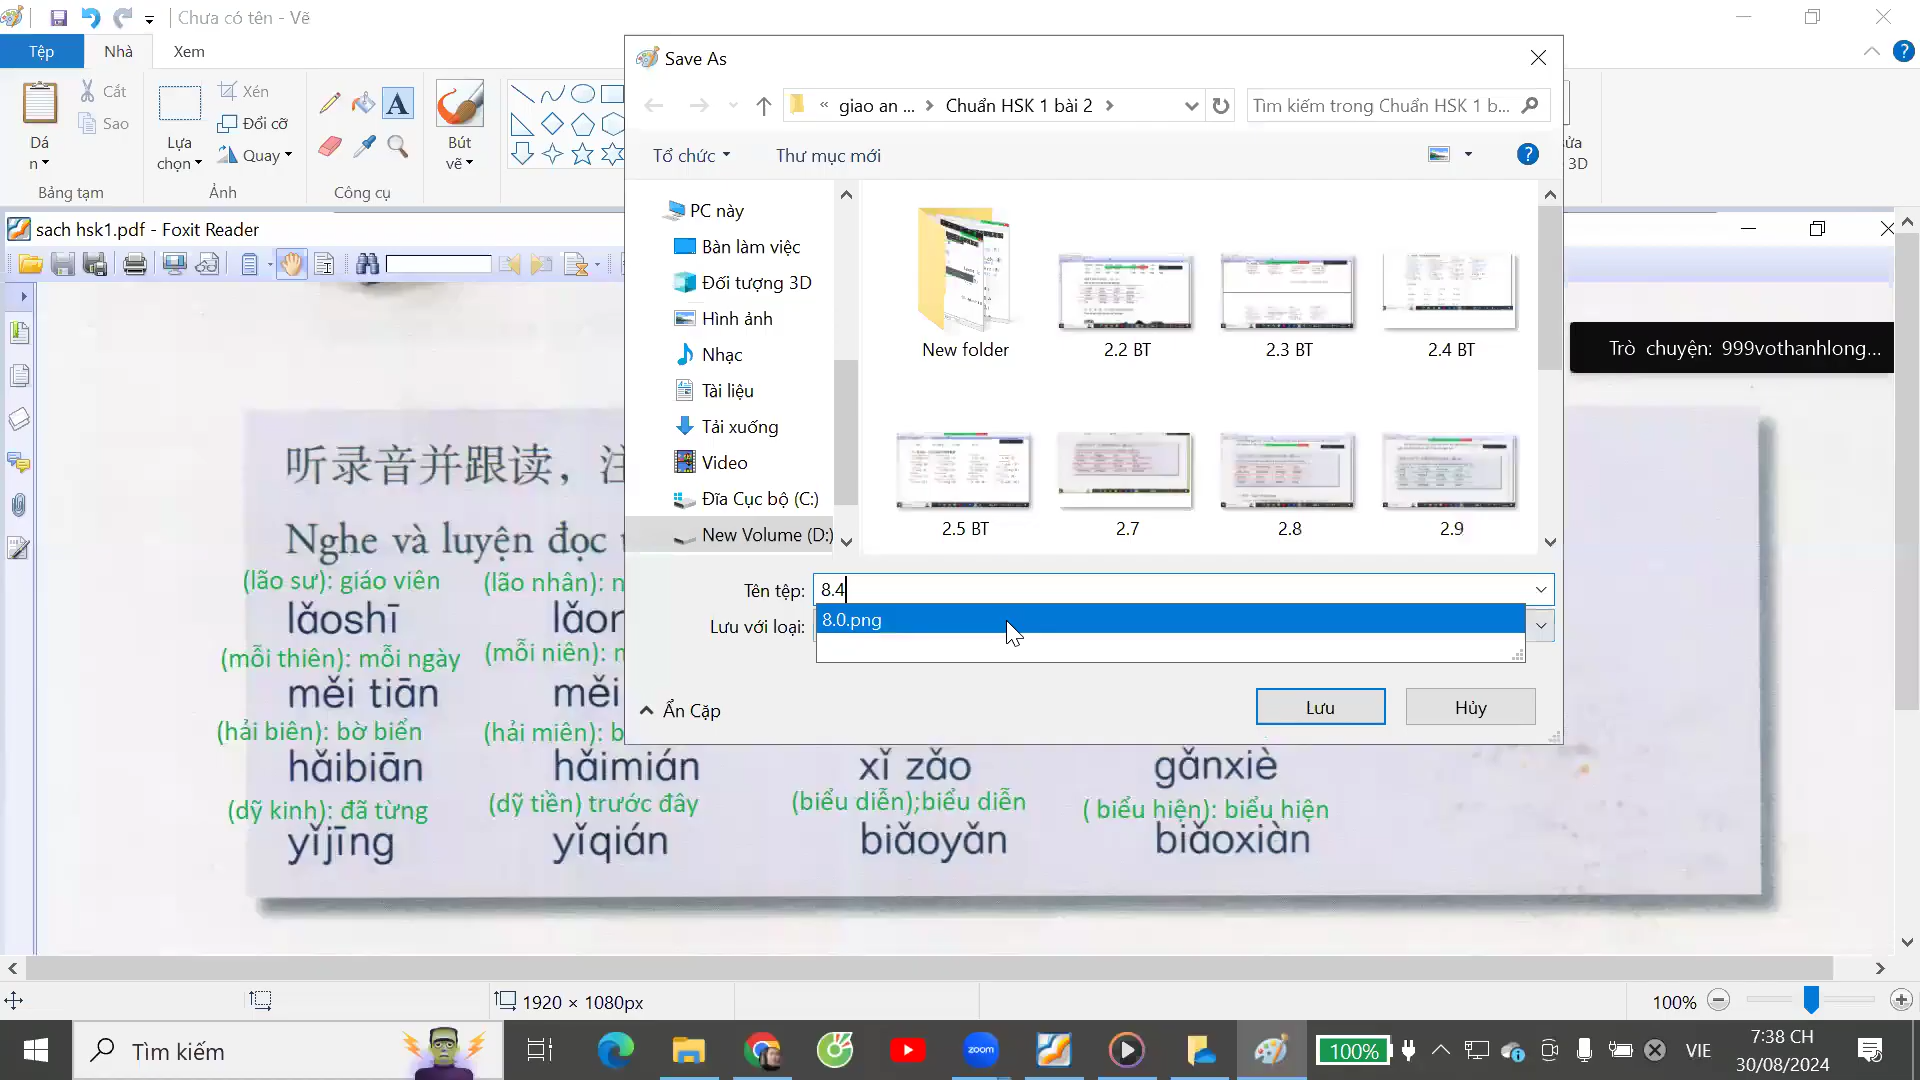 Chưa có tên - Vẽ
Tệp
Nhà
Xem
Dá
n
Cắt
Sao
Bảng tạm
Lựa
chọn
Xén
Đổi cỡ
Quay
Ảnh
Công cụ
Bút
vẽ
3D
sach hsk1.pdf - Foxit Reader
Save As
« giao an ... › Chuẩn HSK 1 bài 2 ›
Tìm kiếm trong Chuẩn HSK 1 b...
Tổ chức
Thư mục mới
PC này
Bàn làm việc
Đối tượng 3D
Hình ảnh
Nhạc
Tài liệu
Tải xuống
Video
Đĩa Cục bộ (C:)
New Volume (D:)
New folder
2.2 BT
2.3 BT
2.4 BT
2.5 BT
2.7
2.8
2.9
Tên tệp: 8.4
8.0.png
Lưu với loại:
Ẩn Cặp
Lưu
Hủy
Trò chuyện: 999vothanhlong...
听录音并跟读，
Nghe và luyện đọc
(lão sư): giáo viên
(lão nhân):
lǎoshī
(mỗi thiên): mỗi ngày
(mỗi niên):
měi tiān
měi
(hải biên): bờ biển
(hải miên):
hǎibiān
hǎimián
xǐ zǎo
gǎnxiè
(dỹ kinh): đã từng
(dỹ tiền) trước đây
(biểu diễn);biểu diễn
( biểu hiện): biểu hiện
yǐjīng
yǐqián
biǎoyǎn
biǎoxiàn
1920 × 1080px
100%
Tìm kiếm
zoom
100%
VIE
7:38 CH
30/08/2024